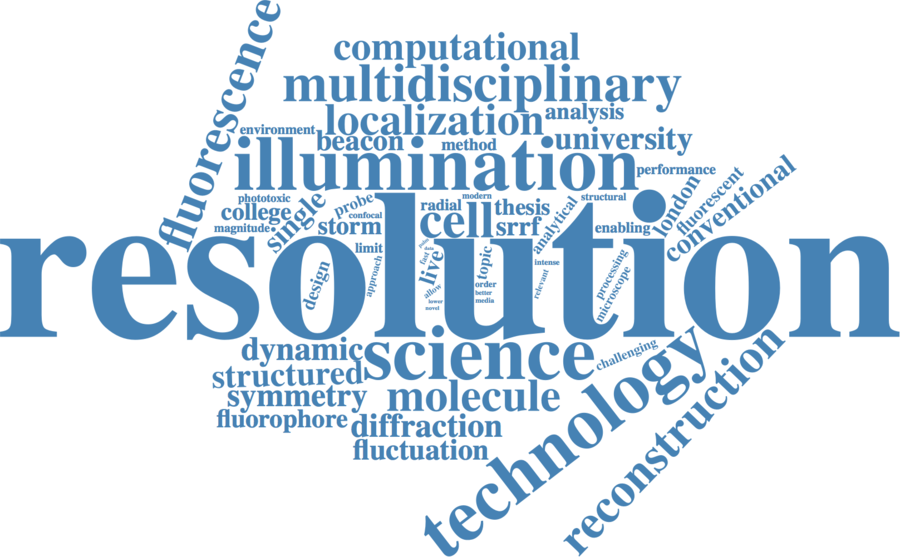 fluorescence
computational
multidisciplinary
localization
analysis
environment
beacon
method
university
illumination
performance
phototoxic
college
magnitude
single
probe
confocal
storm
limit
modern
radial
cell
thesis
srrf
structural
analytical
enabling
london
fluorescent
conventional
resolution
design
approach
live
fast
data
allow
lower
novel
topic
order
better
media
intense
relevant
processing
microscope
dynamic
science
challenging
structured
symmetry
molecule
fluorophore
diffraction
fluctuation
technology
reconstruction